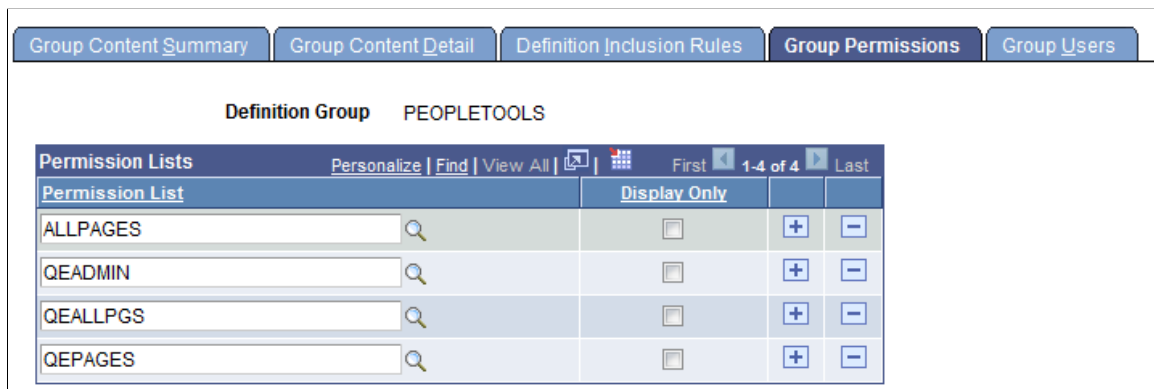 Group Content Summary Group Content Detail Definition Inclusion Rules Group Permissions Group Users
Definition Group PEOPLETOOLS
Permission Lists Personalize | Find | View All | | First 1-4 of 4 Last
Permission List Display Only
ALLPAGES
QEADMIN
QEALLPGS
QEPAGES